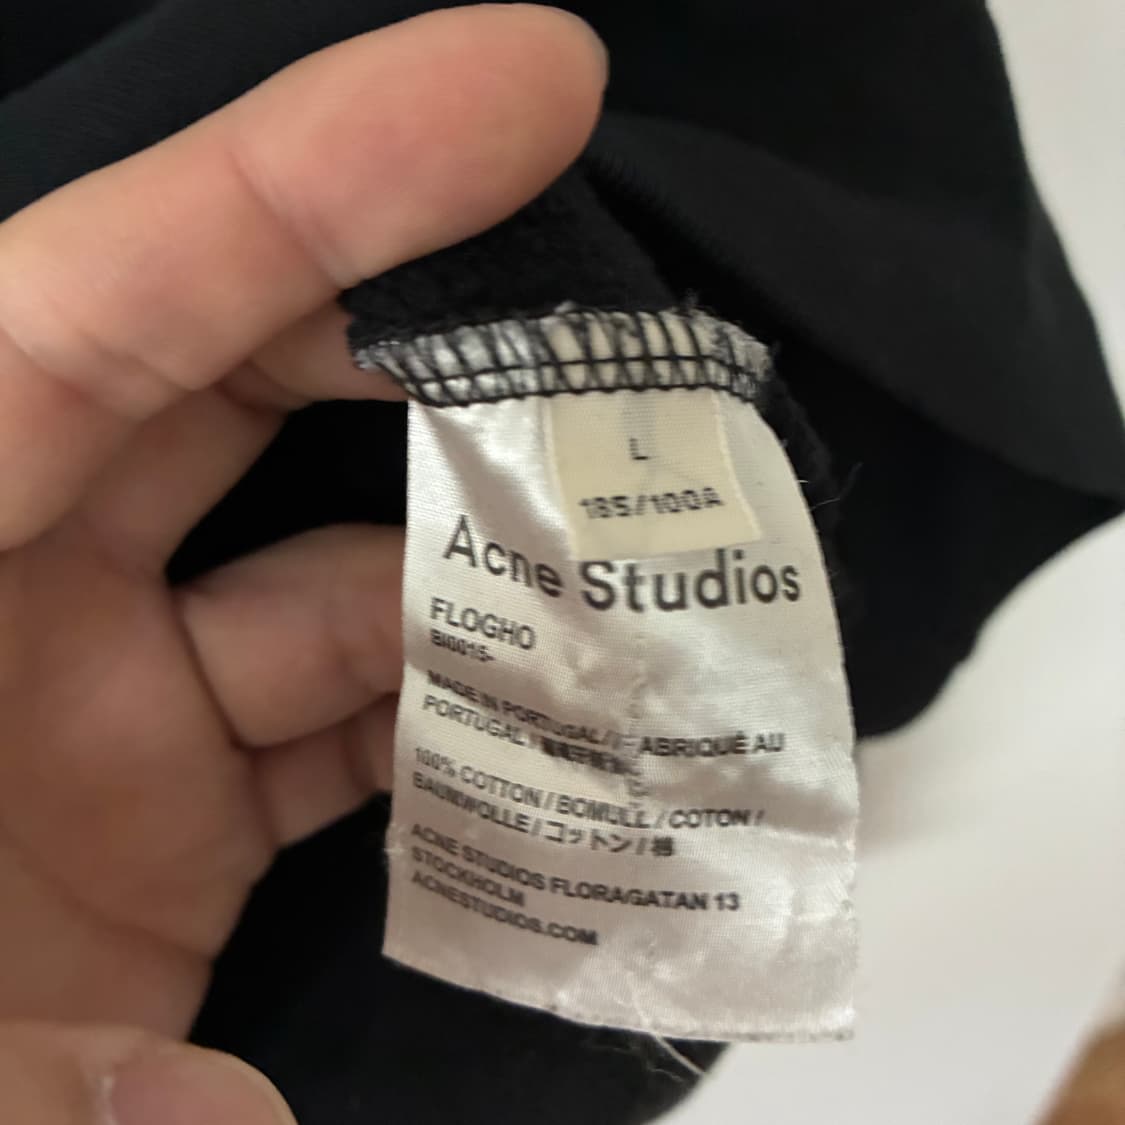 L
185/100A
Acne Studios
FLOGHO
BI0015-
MADE IN PORTUGAL / FABRIQUÉ AU
PORTUGAL /
100% COTTON / BOMULL / COTON /
BAUMWOLLE / コットン / 棉
ACNE STUDIOS FLORAGATAN 13
STOCKHOLM
ACNESTUDIOS.COM